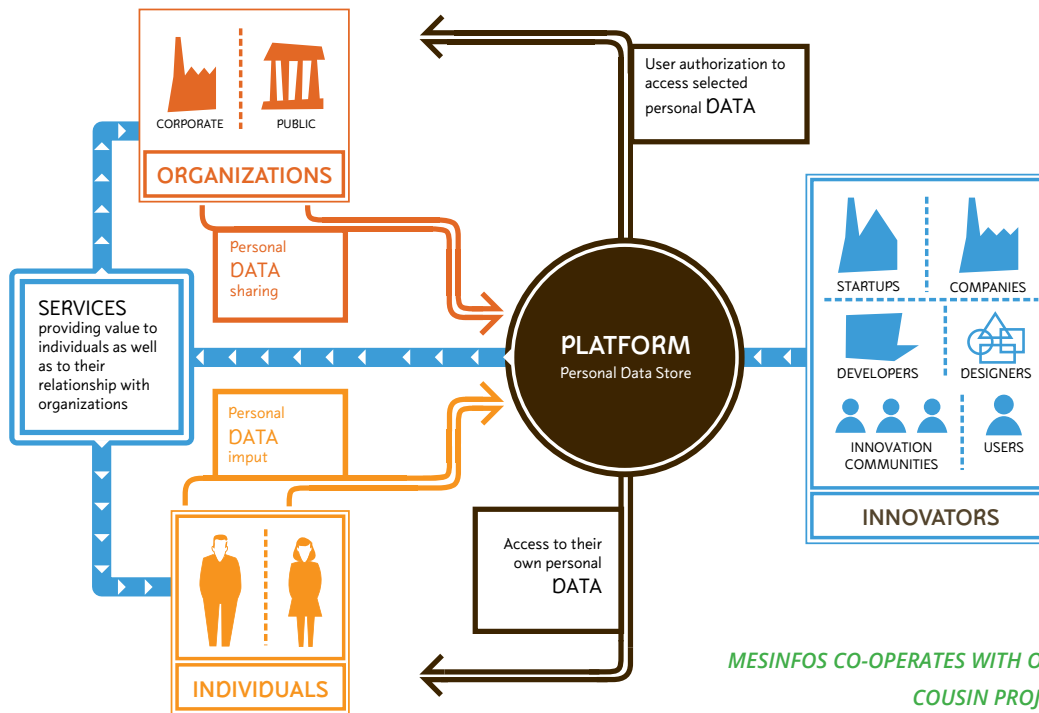 CORPORATE
PUBLIC
ORGANIZATIONS
User authorization to
access selected
personal DATA
Personal
DATA
sharing
SERVICES
providing value to
individuals as well
as to their
relationship with
organizations
PLATFORM
Personal Data Store
STARTUPS
COMPANIES
DEVELOPERS
DESIGNERS
INNOVATION
COMMUNITIES
USERS
INNOVATORS
Personal
DATA
imput
Access to their
own personal
DATA
INDIVIDUALS
MESINFOS CO-OPERATES WITH
COUSIN